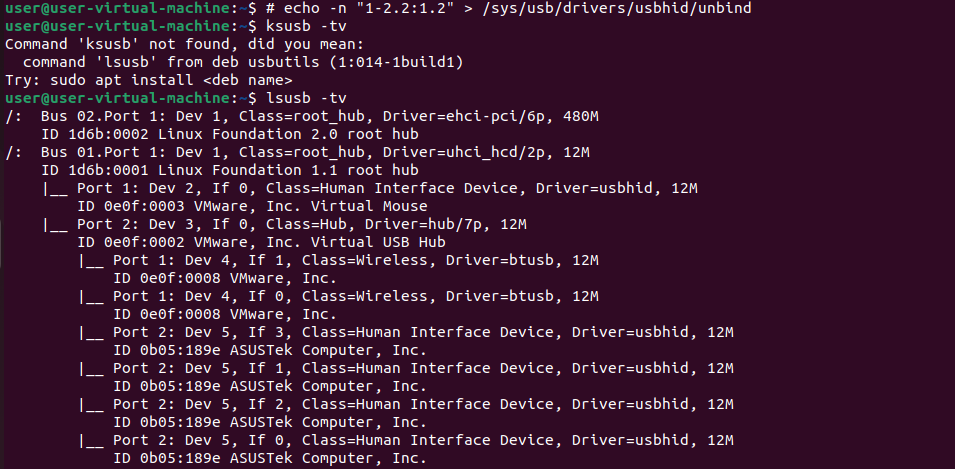 user@user-virtual-machine:~$ # echo -n "1-2.2:1.2" > /sys/usb/drivers/usbhid/unbind
user@user-virtual-machine:~$ ksusb -tv
Command 'ksusb' not found, did you mean:
  command 'lsusb' from deb usbutils (1:014-1build1)
Try: sudo apt install <deb name>
user@user-virtual-machine:~$ lsusb -tv
/:  Bus 02.Port 1: Dev 1, Class=root_hub, Driver=ehci-pci/6p, 480M
    ID 1d6b:0002 Linux Foundation 2.0 root hub
/:  Bus 01.Port 1: Dev 1, Class=root_hub, Driver=uhci_hcd/2p, 12M
    ID 1d6b:0001 Linux Foundation 1.1 root hub
    |__ Port 1: Dev 2, If 0, Class=Human Interface Device, Driver=usbhid, 12M
        ID 0e0f:0003 VMware, Inc. Virtual Mouse
    |__ Port 2: Dev 3, If 0, Class=Hub, Driver=hub/7p, 12M
        ID 0e0f:0002 VMware, Inc. Virtual USB Hub
        |__ Port 1: Dev 4, If 1, Class=Wireless, Driver=btusb, 12M
            ID 0e0f:0008 VMware, Inc.
        |__ Port 1: Dev 4, If 0, Class=Wireless, Driver=btusb, 12M
            ID 0e0f:0008 VMware, Inc.
        |__ Port 2: Dev 5, If 3, Class=Human Interface Device, Driver=usbhid, 12M
            ID 0b05:189e ASUSTek Computer, Inc.
        |__ Port 2: Dev 5, If 1, Class=Human Interface Device, Driver=usbhid, 12M
            ID 0b05:189e ASUSTek Computer, Inc.
        |__ Port 2: Dev 5, If 2, Class=Human Interface Device, Driver=usbhid, 12M
            ID 0b05:189e ASUSTek Computer, Inc.
        |__ Port 2: Dev 5, If 0, Class=Human Interface Device, Driver=usbhid, 12M
            ID 0b05:189e ASUSTek Computer, Inc.